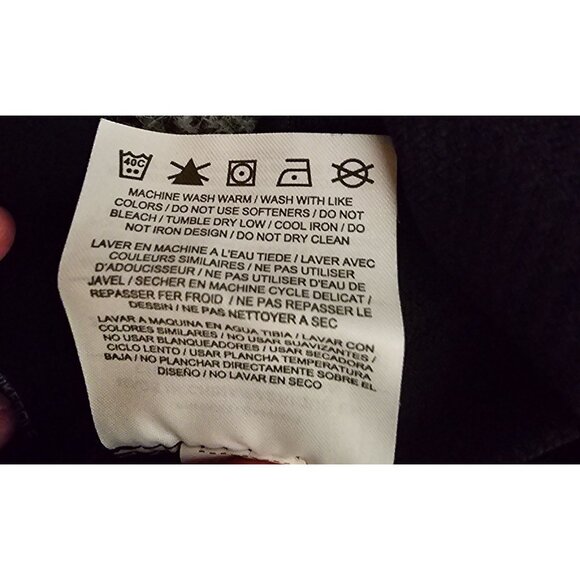 40C
MACHINE WASH WARM / WASH WITH LIKE
COLORS / DO NOT USE SOFTENERS / DO NOT
BLEACH / TUMBLE DRY LOW / COOL IRON / DO
NOT IRON DESIGN / DO NOT DRY CLEAN
LAVER EN MACHINE A L'EAU TIEDE / LAVER AVEC
COULEURS SIMILAIRES / NE PAS UTILISER
D'ADOUCISSEUR / NE PAS UTILISER D'EAU DE
JAVEL / SECHER EN MACHINE CYCLE DELICAT /
REPASSER FER FROID / NE PAS REPASSER LE
DESSIN / NE PAS NETTOYER A SEC
LAVAR A MAQUINA EN AGUA TIBIA / LAVAR CON
COLORES SIMILARES / NO USAR SUAVIZANTES /
NO USAR BLANQUEADORES / USAR SECADORA
CICLO LENTO / USAR PLANCHA TEMPERATURA
BAJA / NO PLANCHAR DIRECTAMENTE SOBRE EL
DISEÑO / NO LAVAR EN SECO